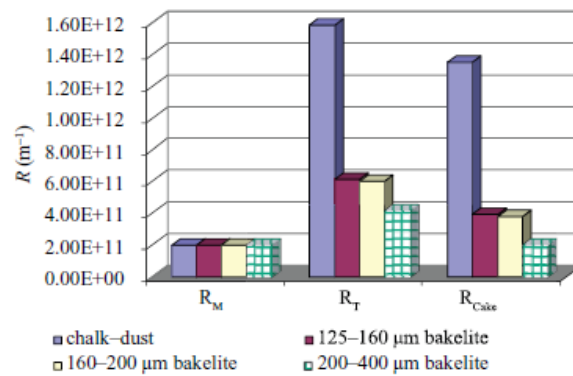 1.60E+12
1.40E+12
1.20E+12
1.00E+12
8.00E+11
6.00E+11
4.00E+11
2.00E+11
0.00E+00
R (m⁻¹)
R_M R_T R_Cake
chalk–dust 125–160 μm bakelite
160–200 μm bakelite 200–400 μm bakelite